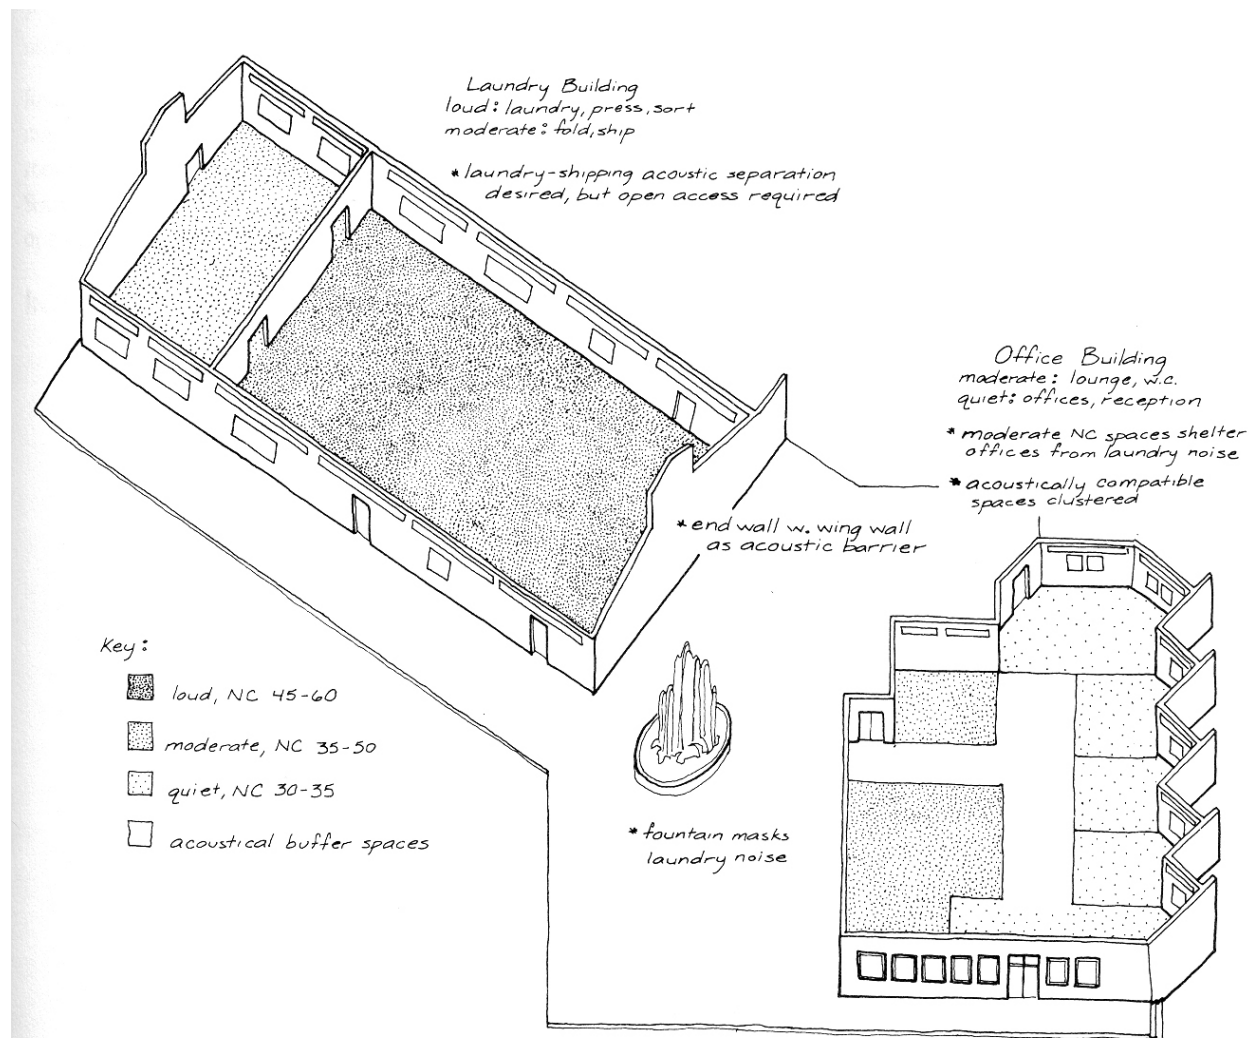 Laundry Building
loud: laundry, press, sort
moderate: fold, ship
* laundry-shipping acoustic separation
desired, but open access required
Office Building
moderate: lounge, w.c.
quiet: offices, reception
* moderate NC spaces shelter
offices from laundry noise
* acoustically compatible
spaces clustered
* end wall w. wing wall
as acoustic barrier
Key:
loud, NC 45-60
moderate, NC 35-50
quiet, NC 30-35
acoustical buffer spaces
* fountain masks
laundry noise